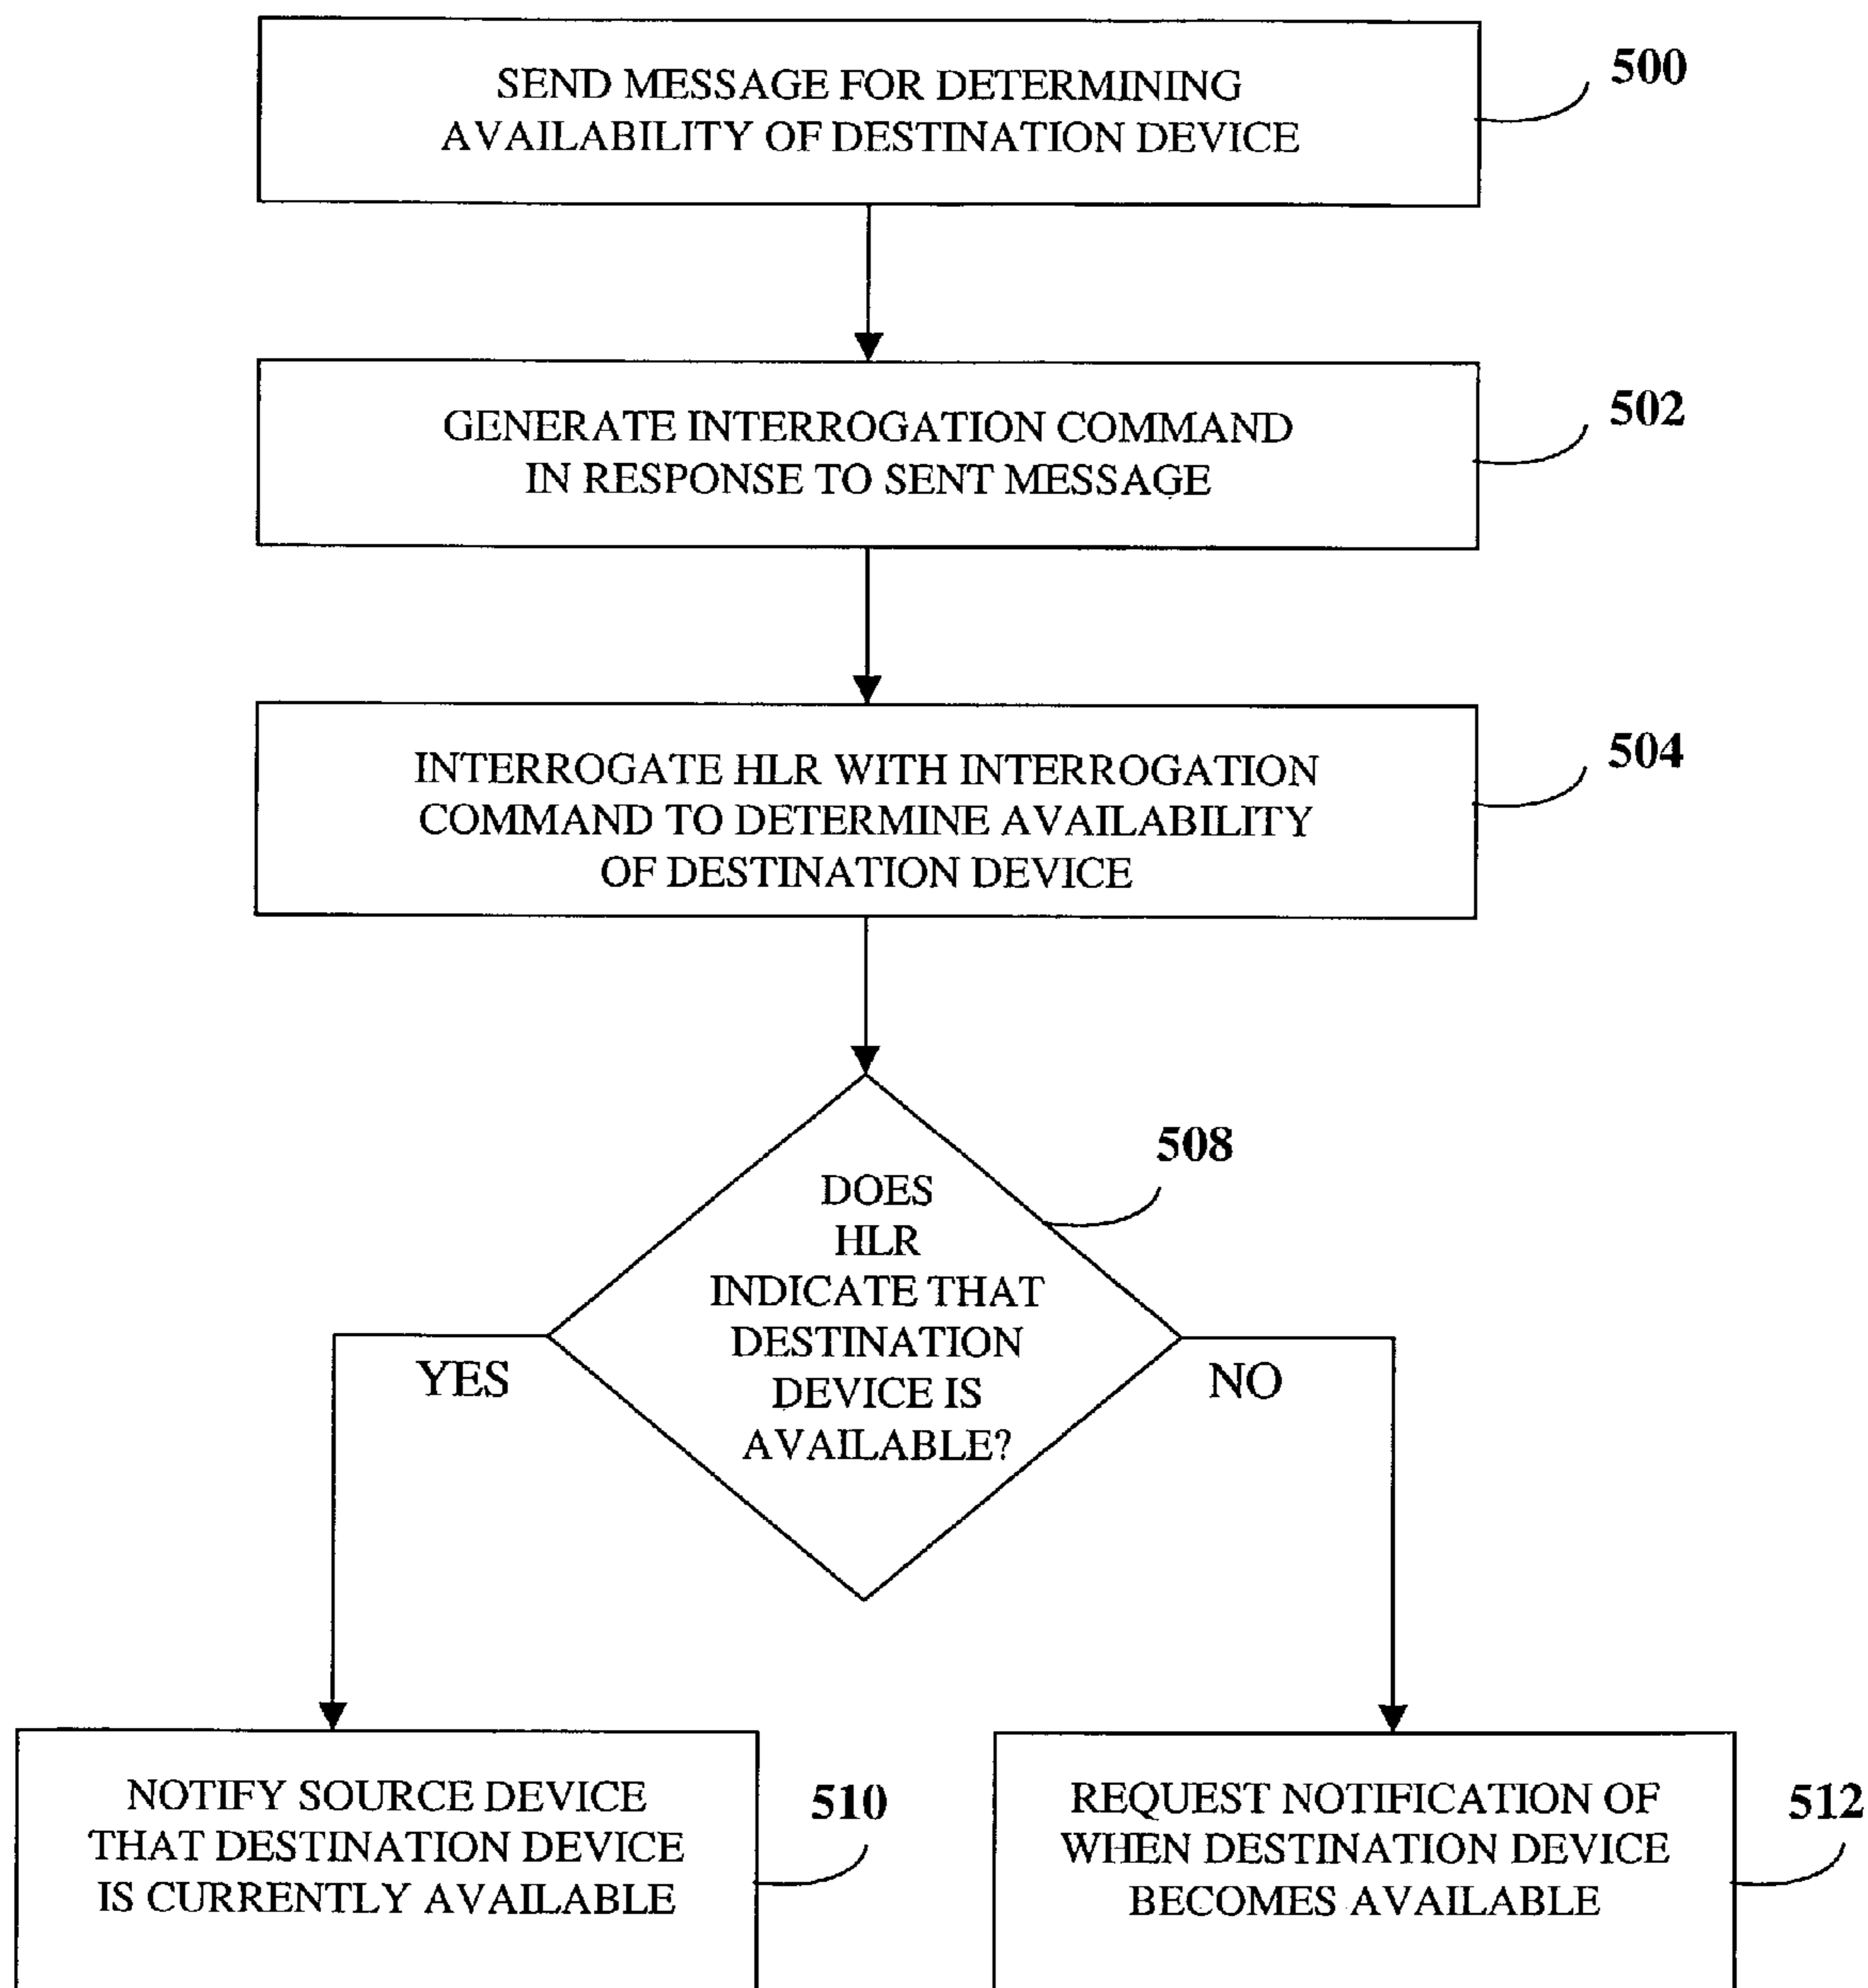 SEND MESSAGE FOR DETERMINING
AVAILABILITY OF DESTINATION DEVICE
500
GENERATE INTERROGATION COMMAND
IN RESPONSE TO SENT MESSAGE
502
INTERROGATE HLR WITH INTERROGATION
COMMAND TO DETERMINE AVAILABILITY
OF DESTINATION DEVICE
504
DOES
HLR
INDICATE THAT
DESTINATION
DEVICE IS
AVAILABLE?
508
YES
NO
NOTIFY SOURCE DEVICE
THAT DESTINATION DEVICE
IS CURRENTLY AVAILABLE
510
REQUEST NOTIFICATION OF
WHEN DESTINATION DEVICE
BECOMES AVAILABLE
512